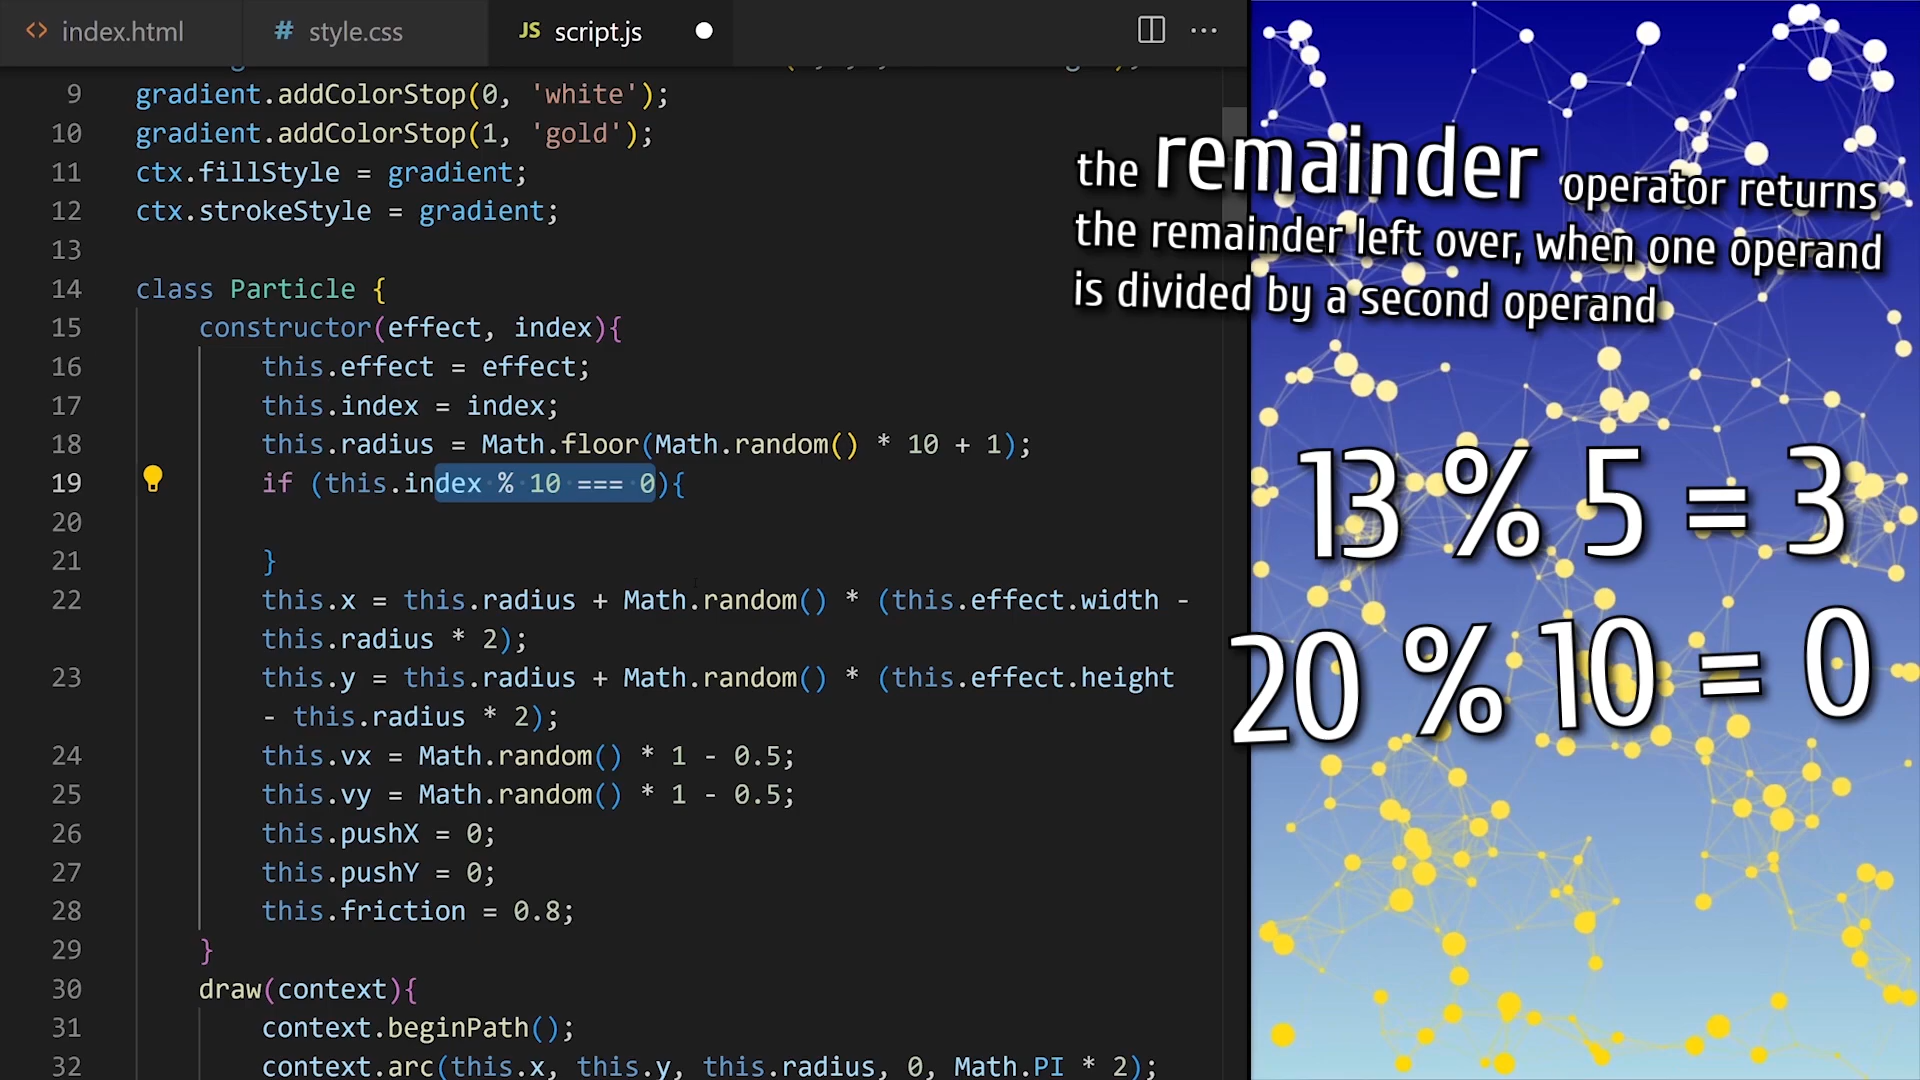 index.html
style.css
JS script.js
9 gradient.addColorStop(0, 'white');
10 gradient.addColorStop(1, 'gold');
11 ctx.fillStyle = gradient;
12 ctx.strokeStyle = gradient;
13
14 class Particle {
15 constructor(effect, index){
16 this.effect = effect;
17 this.index = index;
18 this.radius = Math.floor(Math.random() * 10 + 1);
19 if (this.index % 10 === 0){
20
21 }
22 this.x = this.radius + Math.random() * (this.effect.width -
this.radius * 2);
23 this.y = this.radius + Math.random() * (this.effect.height
- this.radius * 2);
24 this.vx = Math.random() * 1 - 0.5;
25 this.vy = Math.random() * 1 - 0.5;
26 this.pushX = 0;
27 this.pushY = 0;
28 this.friction = 0.8;
29 }
30 draw(context){
31 context.beginPath();
32 context.arc(this.x, this.y, this.radius, 0, Math.PI * 2);
the remainder operator returns
the remainder left over, when one operand
is divided by a second operand
13 % 5 = 3
20 % 10 = 0